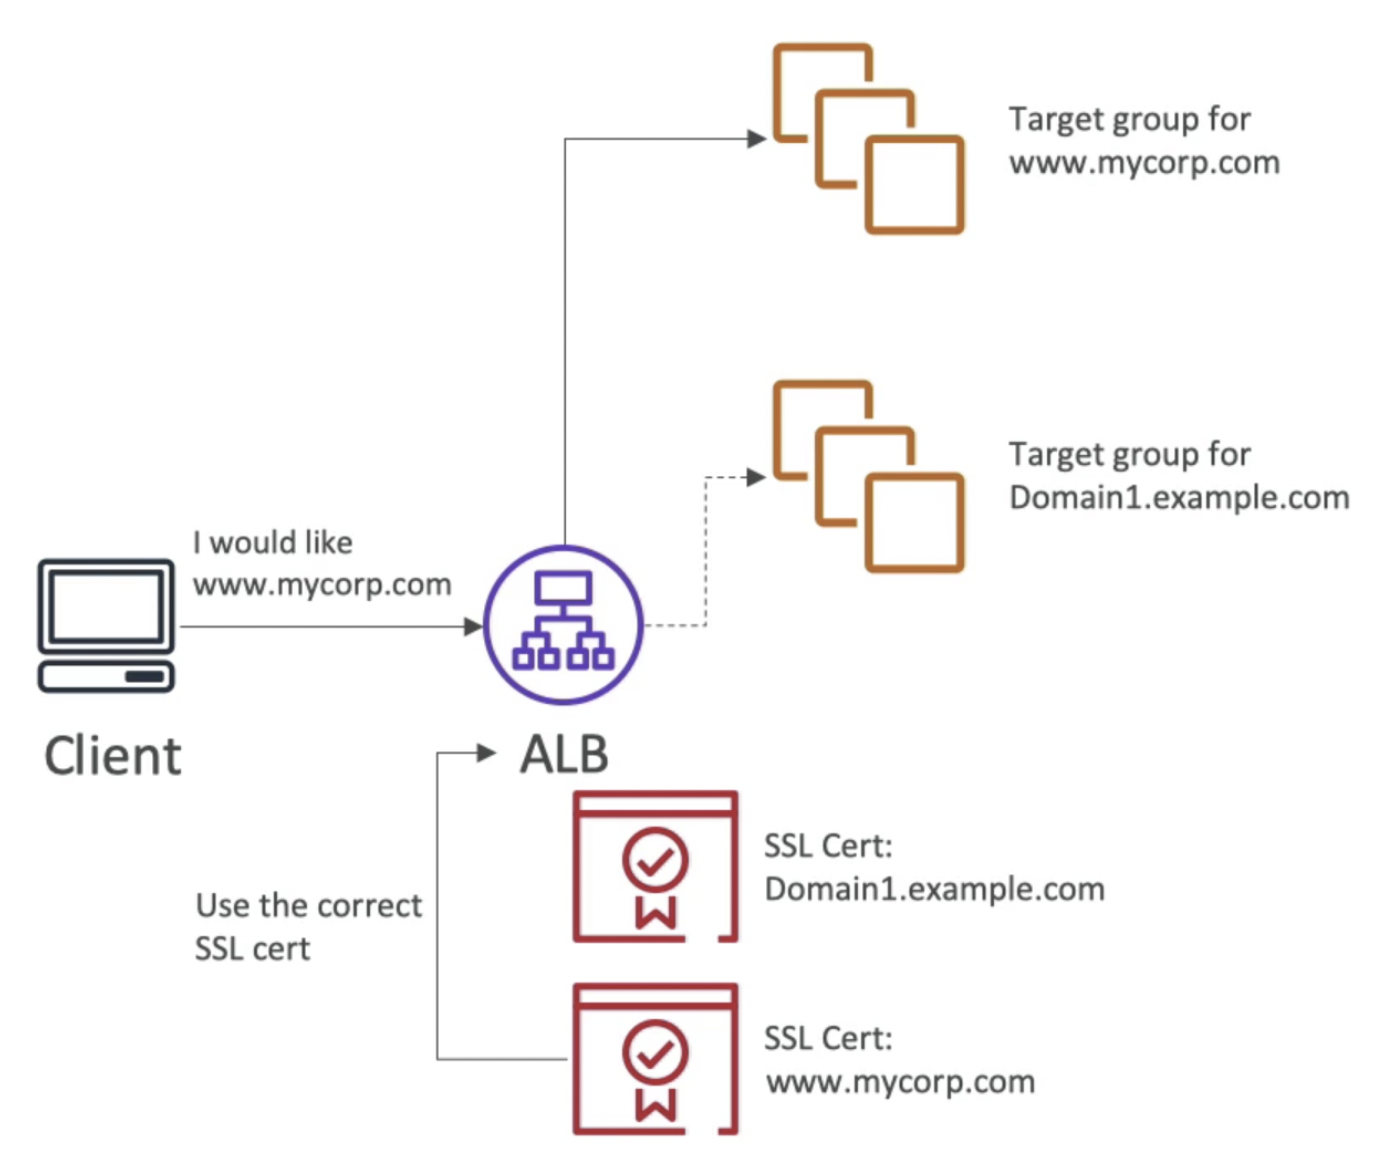 Target group for
www.mycorp.com
Target group for
Domain1.example.com
I would like
www.mycorp.com
Client
ALB
SSL Cert:
Domain1.example.com
Use the correct
SSL cert
SSL Cert:
www.mycorp.com